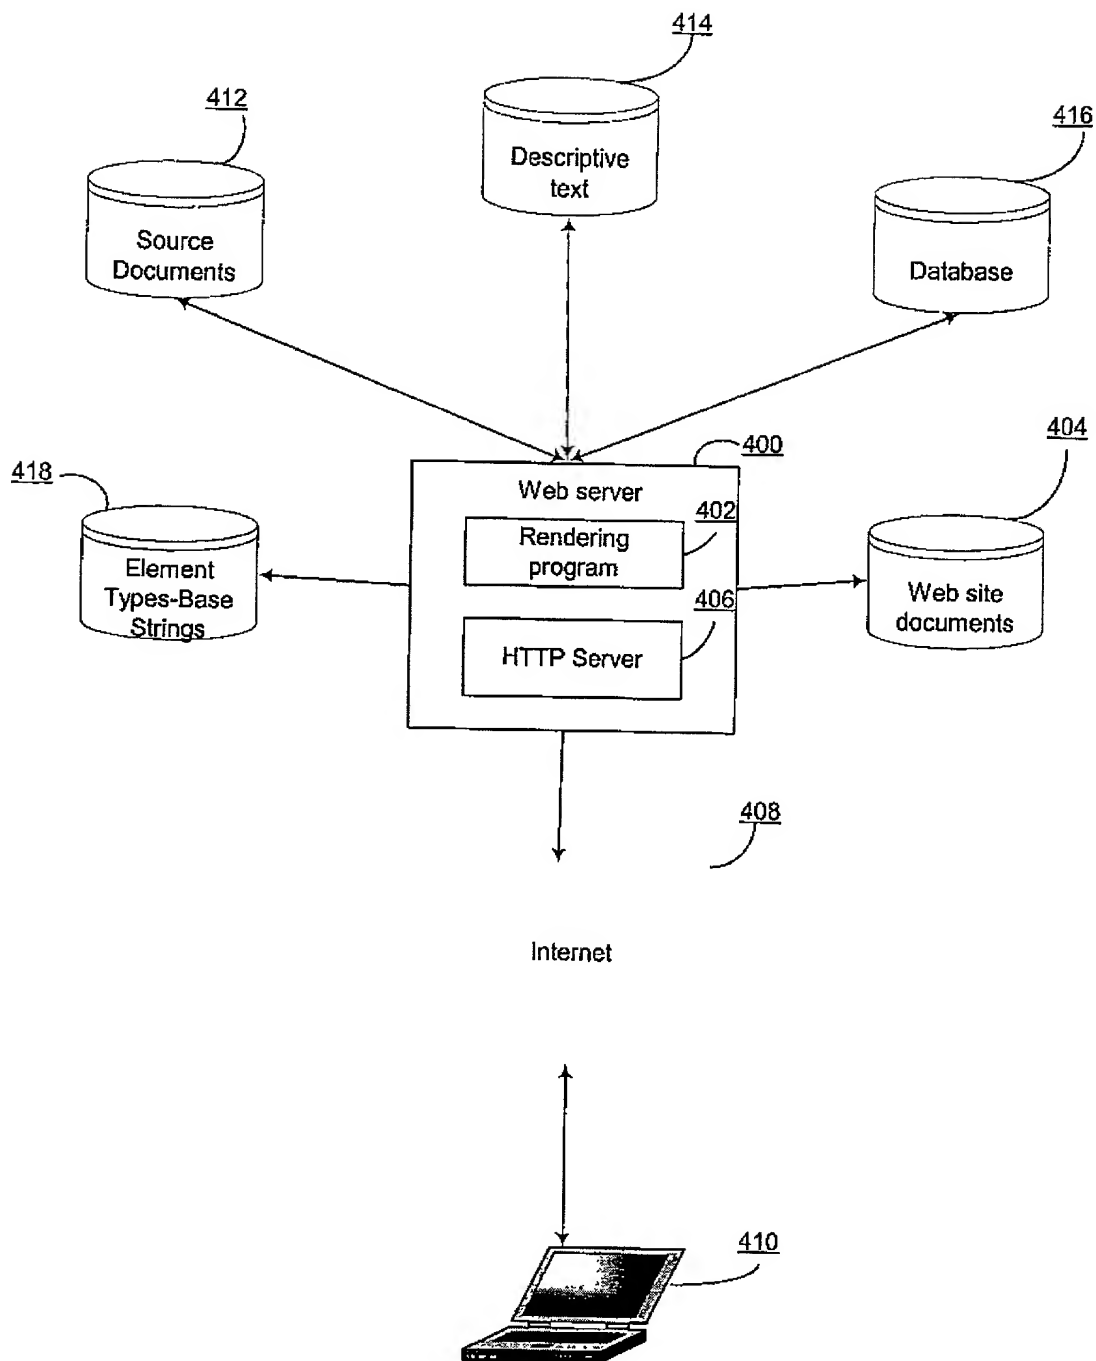 414
412
416
Descriptive
text
Source
Documents
Database
400
404
418
Web server
402
Rendering
program
Element
Types-Base
Strings
406
Web site
documents
HTTP Server
408
Internet
410